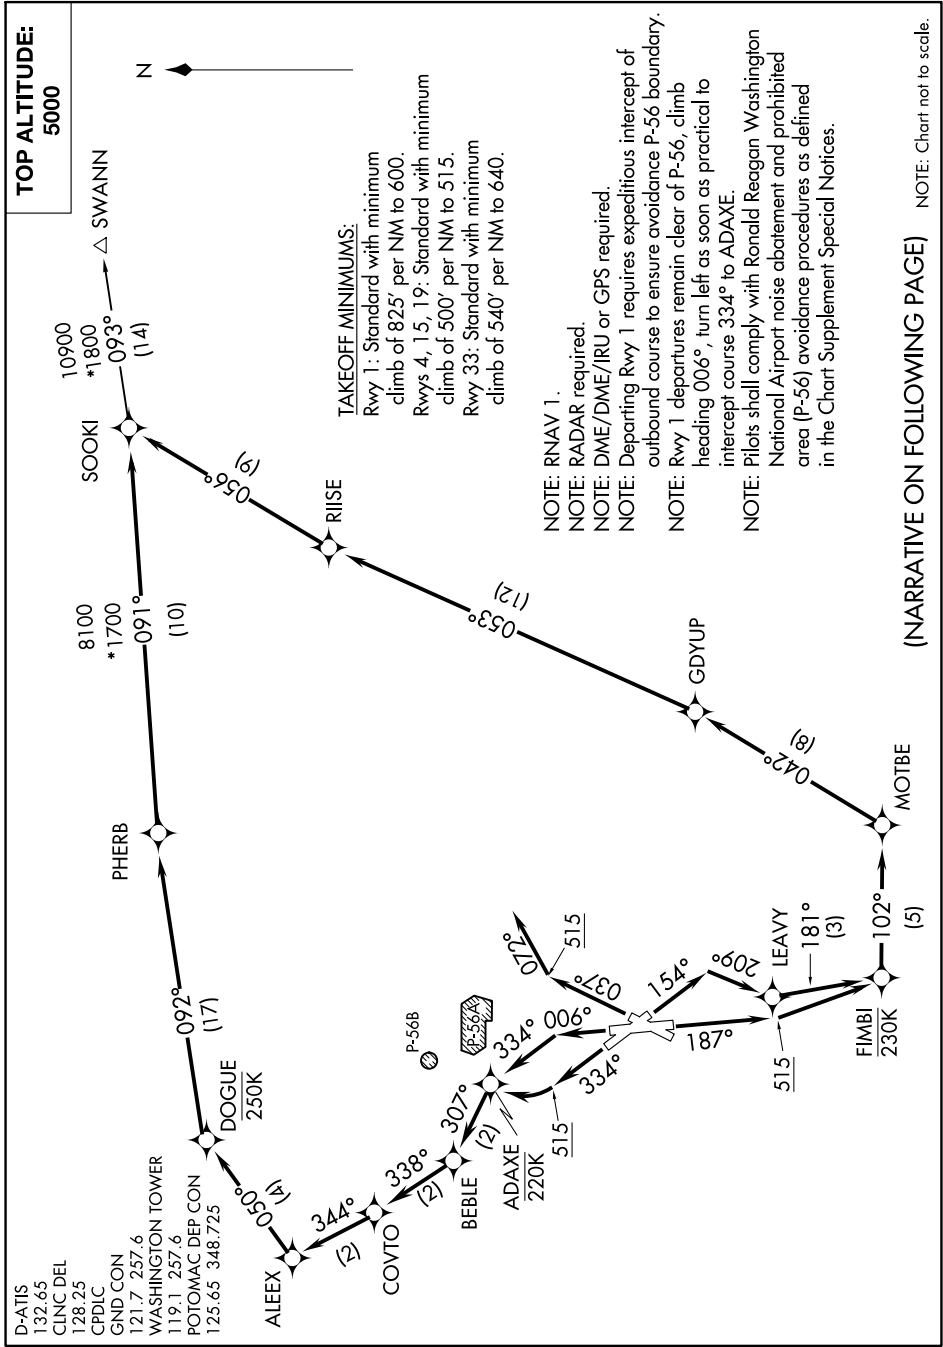 TOP ALTITUDE:
5000
D-ATIS
132.65
CLNC DEL
128.25
CPDLC
GND CON
121.7 257.6
WASHINGTON TOWER
119.1 257.6
POTOMAC DEP CON
125.65 348.725
N
SWANN
10900
*1800
093°
(14)
SOOKI
8100
*1700
091°
(10)
PHERB
092°
(17)
DOGUE
250K
050°
(4)
ALEEX
344°
(2)
COVTO
338°
(2)
BEBLE
307°
(2)
ADAXE
220K
P-56B
P-56A
334°
006°
334°
515
072°
515
037°
154°
209°
187°
LEAVY
181°
(3)
515
FIMBI
230K
102°
(5)
MOTBE
042°
(8)
GDYUP
053°
(12)
RIISE
056°
(9)
TAKEOFF MINIMUMS:
Rwy 1: Standard with minimum
climb of 825' per NM to 600.
Rwys 4, 15, 19: Standard with minimum
climb of 500' per NM to 515.
Rwy 33: Standard with minimum
climb of 540' per NM to 640.
NOTE: RNAV 1.
NOTE: RADAR required.
NOTE: DME/DME/IRU or GPS required.
NOTE: Departing Rwy 1 requires expeditious intercept of
outbound course to ensure avoidance P-56 boundary.
NOTE: Rwy 1 departures remain clear of P-56, climb
heading 006°, turn left as soon as practical to
intercept course 334° to ADAXE.
NOTE: Pilots shall comply with Ronald Reagan Washington
National Airport noise abatement and prohibited
area (P-56) avoidance procedures as defined
in the Chart Supplement Special Notices.
(NARRATIVE ON FOLLOWING PAGE)
NOTE: Chart not to scale.